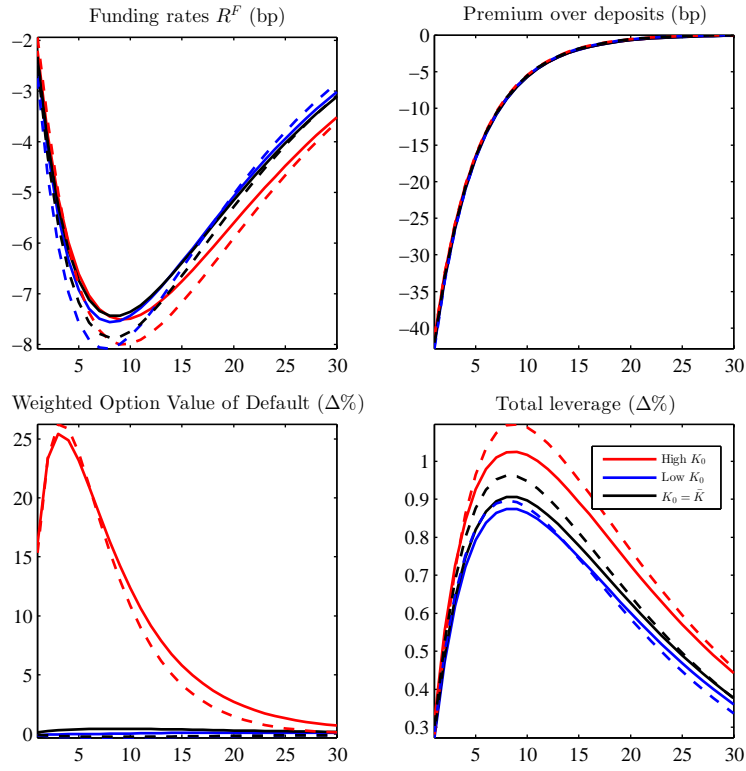 Funding rates $R^F$ (bp)
−2
−3
−4
−5
−6
−7
−8
5 10 15 20 25 30
Premium over deposits (bp)
0
−5
−10
−15
−20
−25
−30
−35
−40
5 10 15 20 25 30
Weighted Option Value of Default (Δ%)
25
20
15
10
5
0
5 10 15 20 25 30
Total leverage (Δ%)
1
0.9
0.8
0.7
0.6
0.5
0.4
0.3
5 10 15 20 25 30
High $K_0$
Low $K_0$
$K_0 = \bar{K}$